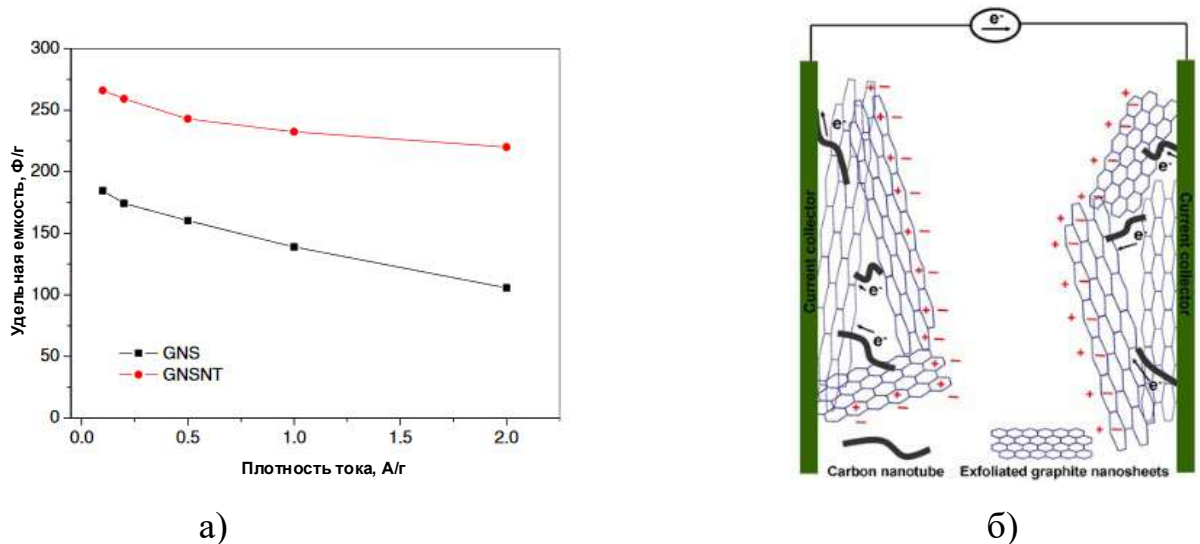 300
250
200
150
100
50
0
0.0 0.5 1.0 1.5 2.0
Удельная емкость, Ф/г
Плотность тока, А/г
GNS
GNSNT
а)
e-
Current collector
e-
e-
e-
e-
e-
e-
Current collector
Carbon nanotube
Exfoliated graphite nanosheets
б)